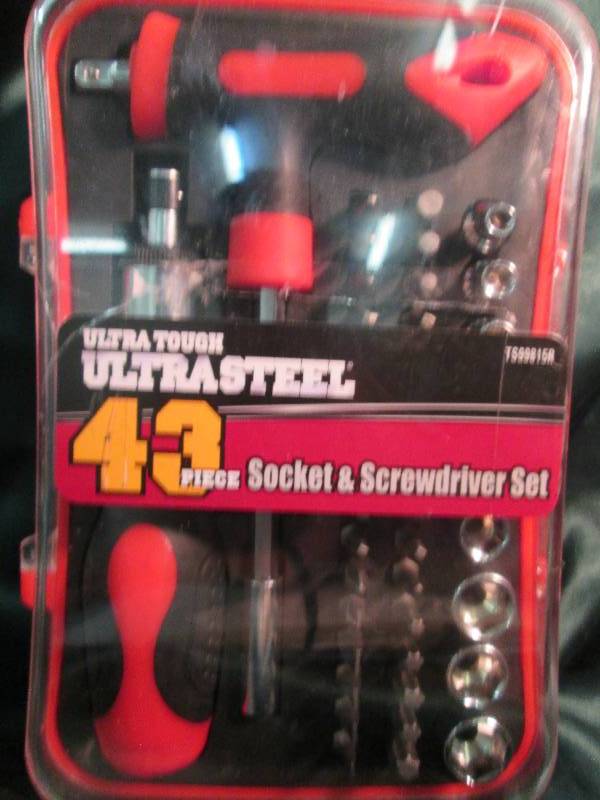 ULTRA TOUGH
ULTRASTEEL
TS99815R
43 PIECE Socket & Screwdriver Set